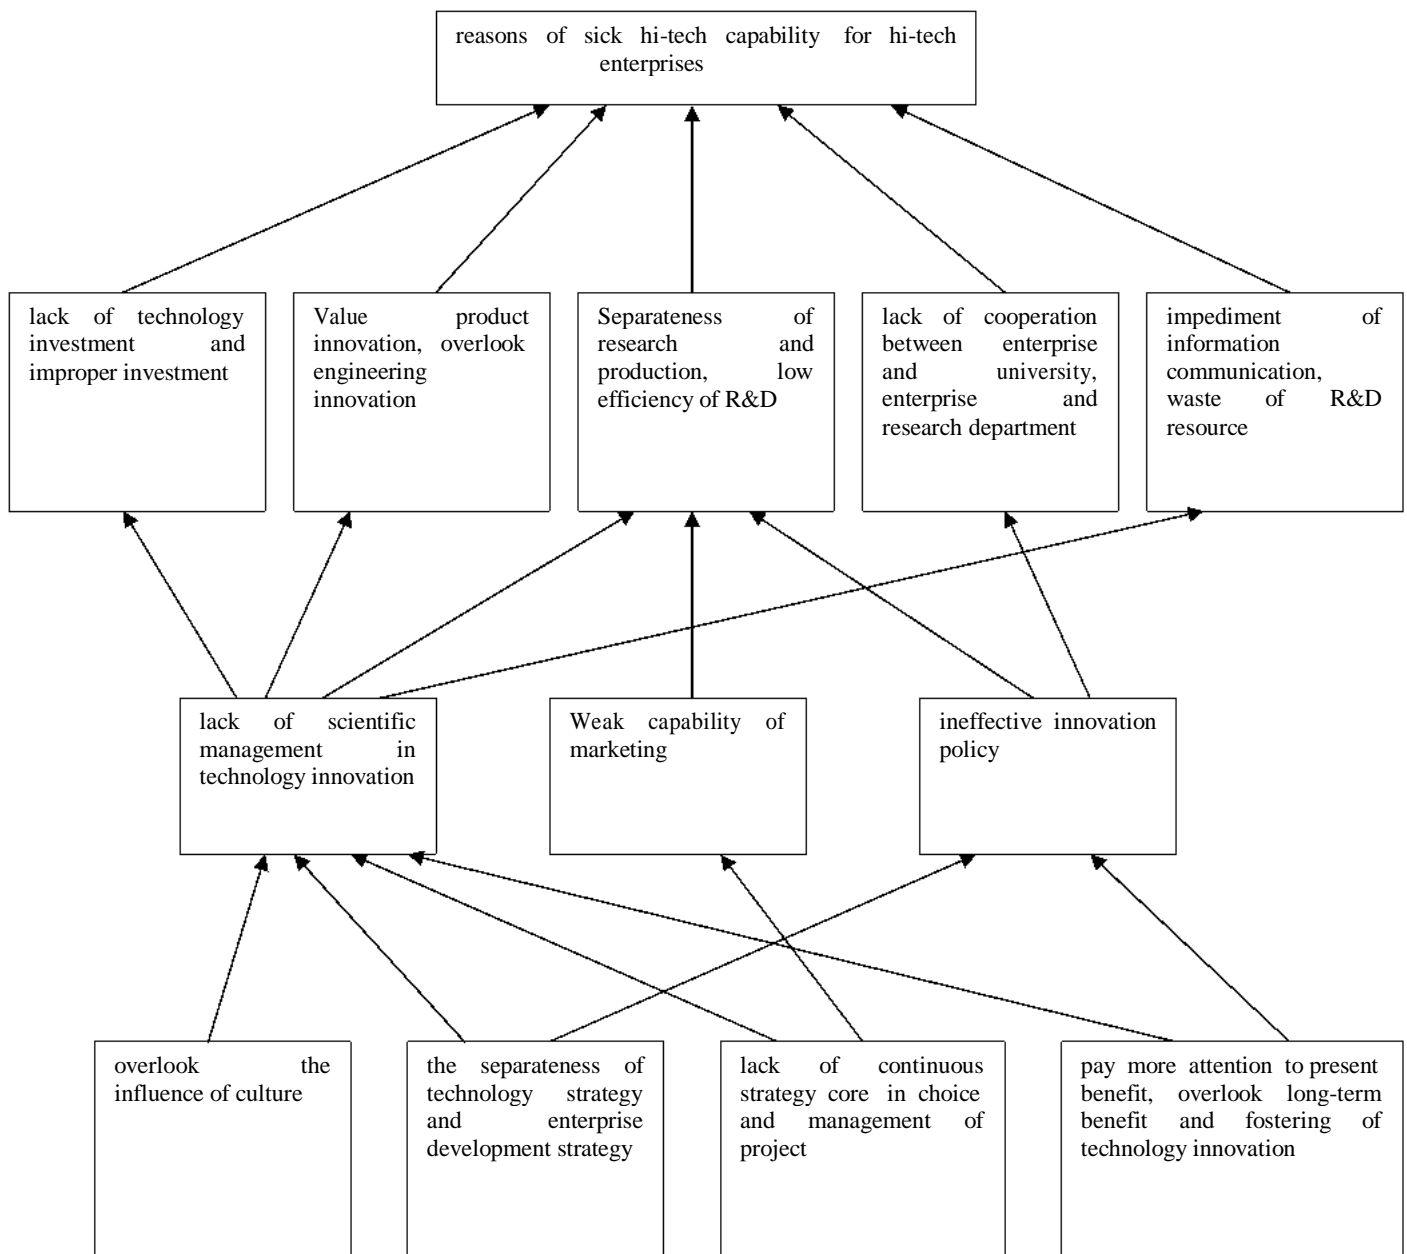 reasons of sick hi-tech capability for hi-tech
enterprises
lack of technology
investment and
improper investment
Value product
innovation, overlook
engineering
innovation
Separateness of
research and
production, low
efficiency of R&D
lack of cooperation
between enterprise
and university,
enterprise and
research department
impediment of
information
communication,
waste of R&D
resource
lack of scientific
management in
technology innovation
Weak capability of
marketing
ineffective innovation
policy
overlook the
influence of culture
the separateness of
technology strategy
and enterprise
development strategy
lack of continuous
strategy core in choice
and management of
project
pay more attention to present
benefit, overlook long-term
benefit and fostering of
technology innovation